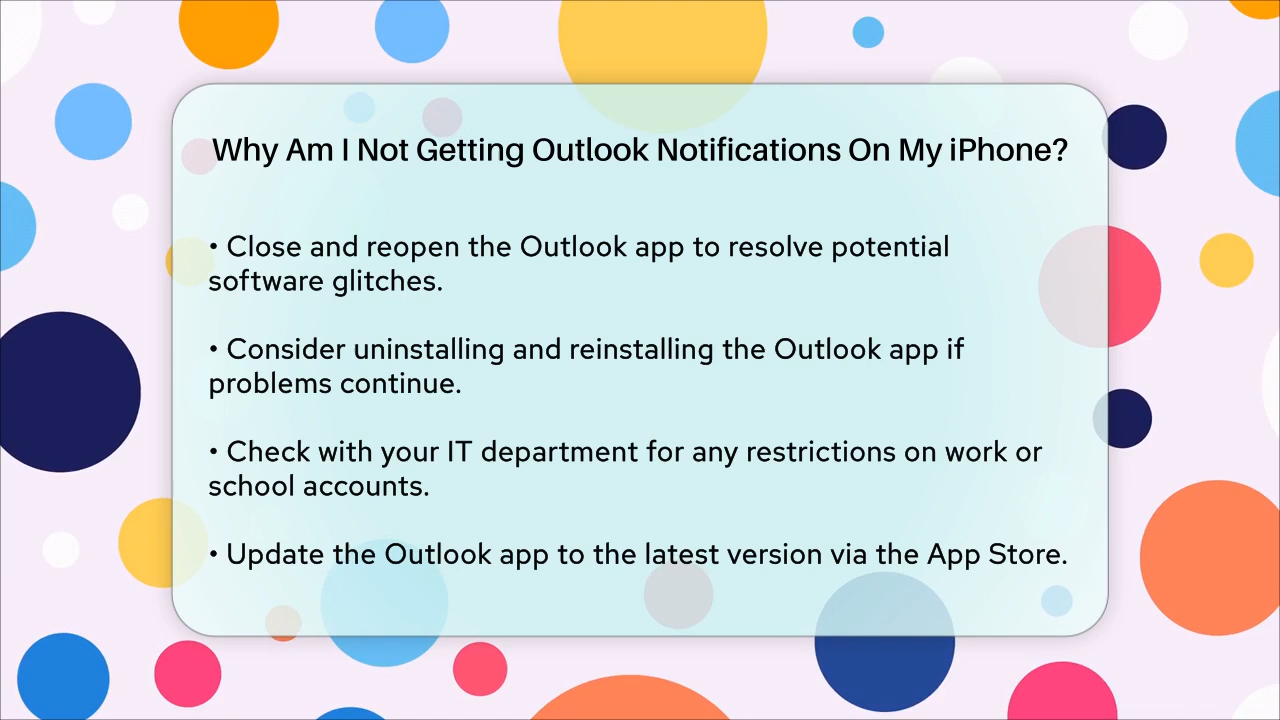 Why Am I Not Getting Outlook Notifications On My iPhone?
• Close and reopen the Outlook app to resolve potential
software glitches.
• Consider uninstalling and reinstalling the Outlook app if
problems continue.
• Check with your IT department for any restrictions on work or
school accounts.
• Update the Outlook app to the latest version via the App Store.